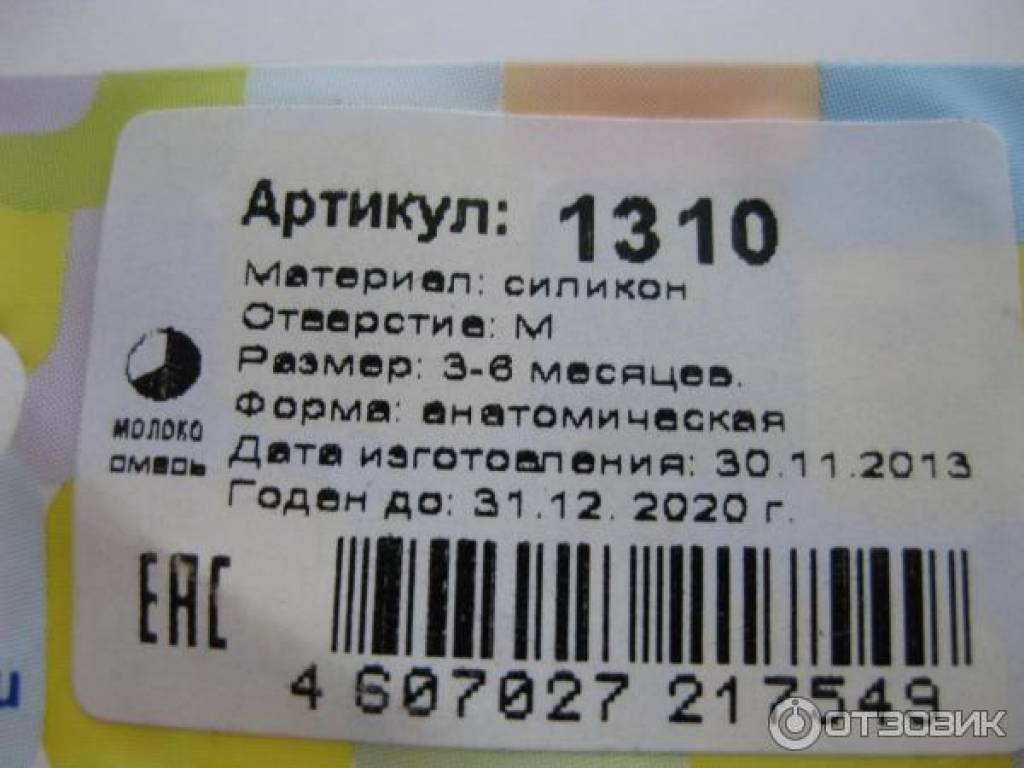 Артикул: 1310
Материал: силикон
Отверстие: М
Размер: 3-6 месяцев.
Форма: анатомическая
Дата изготовления: 30.11.2013
Годен до: 31.12. 2020 г.
молоко
смесь
EAC
4 607027 217549
ОТЗОВИК